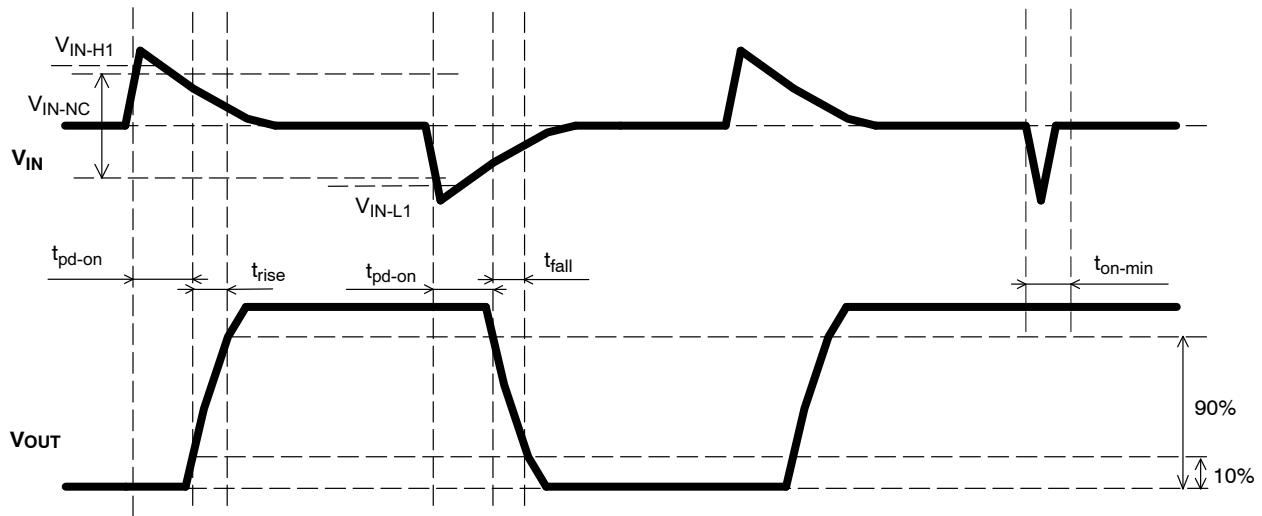 VIN-H1
VIN-NC
VIN
VIN-L1
tpd-on
trise
tpd-on
tfall
ton-min
90%
VOUT
10%